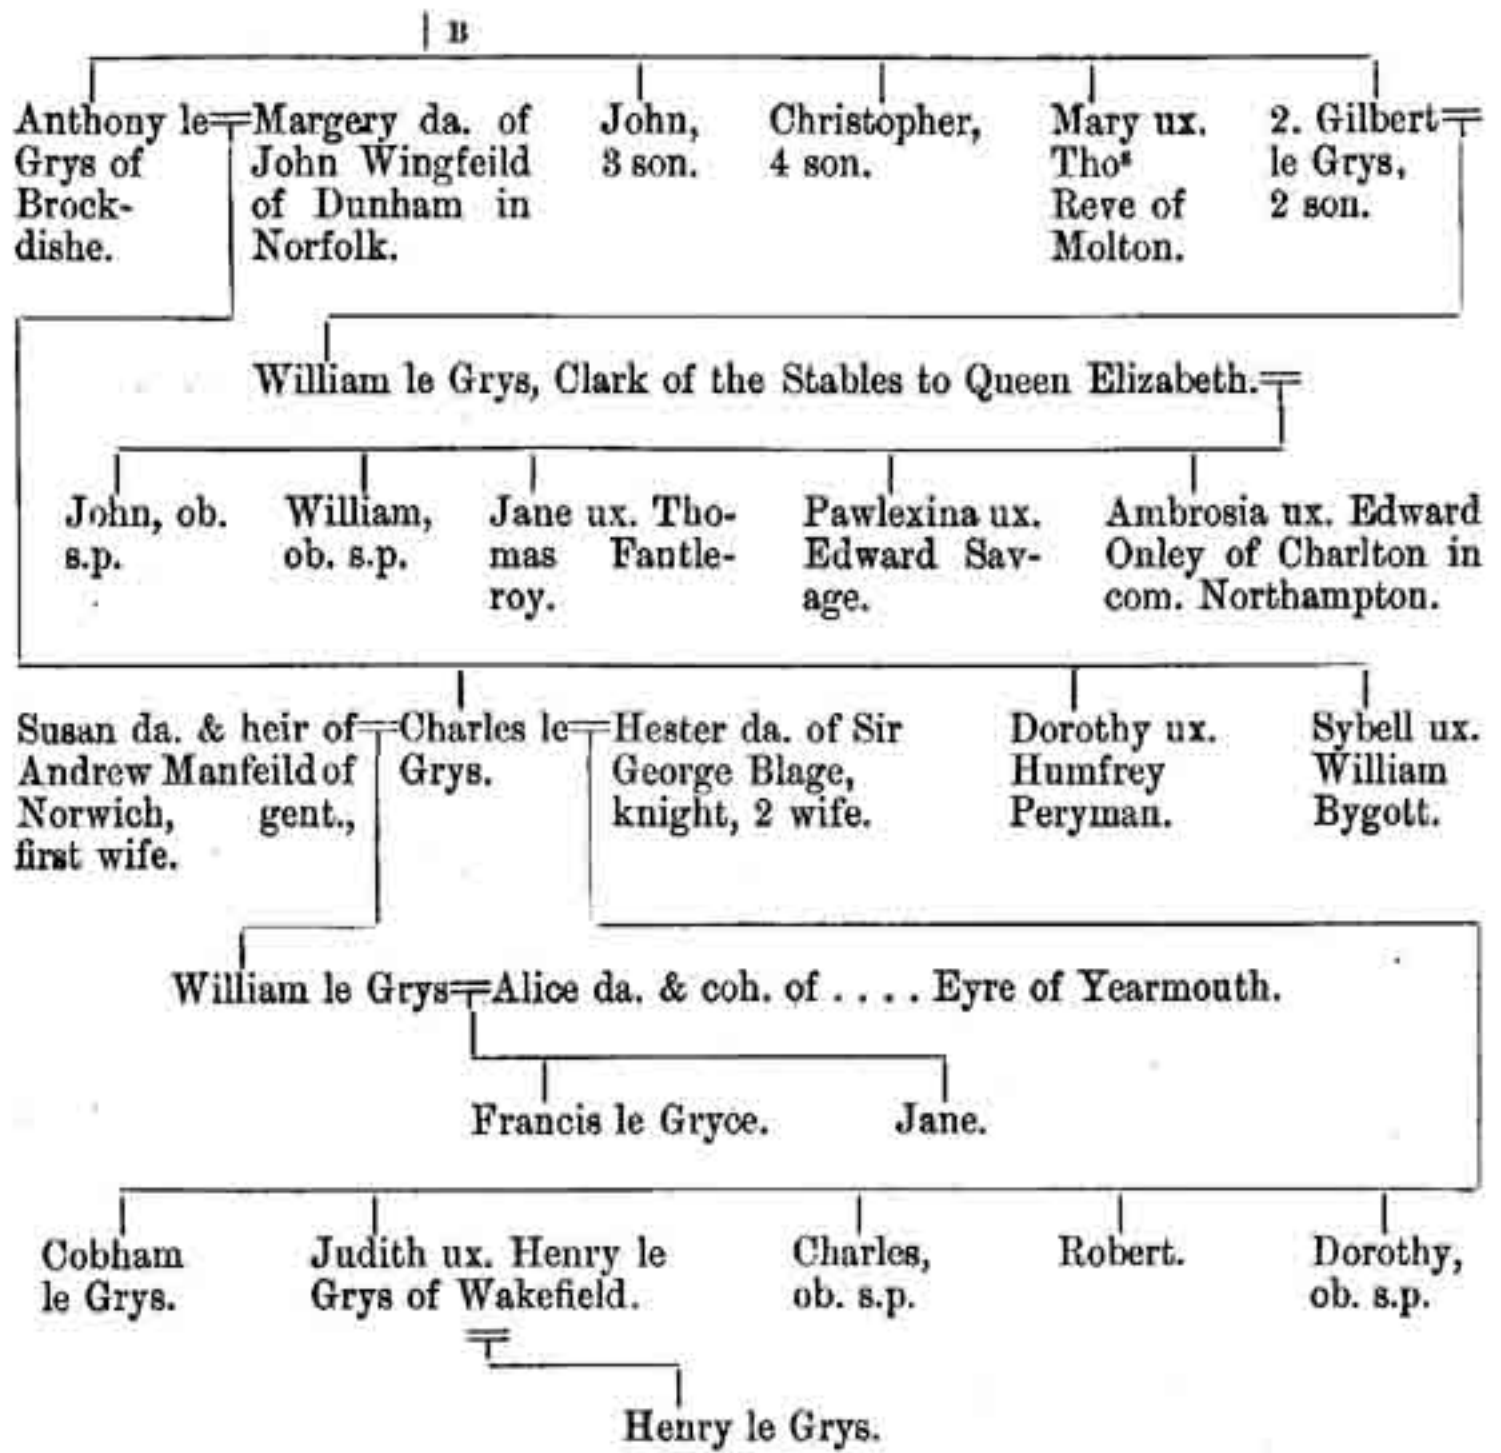 B
Anthony le Grys of Brock-dishe.
Margery da. of John Wingfeild of Dunham in Norfolk.
John, 3 son.
Christopher, 4 son.
Mary ux. Thoˢ Reve of Molton.
2. Gilbert le Grys, 2 son.
William le Grys, Clark of the Stables to Queen Elizabeth.
John, ob. s.p.
William, ob. s.p.
Jane ux. Tho-mas Fantle-roy.
Pawlexina ux. Edward Sav-age.
Ambrosia ux. Edward Onley of Charlton in com. Northampton.
Susan da. & heir of Andrew Manfeild of Norwich, gent., first wife.
Charles le Grys.
Hester da. of Sir George Blage, knight, 2 wife.
Dorothy ux. Humfrey Peryman.
Sybell ux. William Bygott.
William le Grys
Alice da. & coh. of . . . . Eyre of Yearmouth.
Francis le Gryce.
Jane.
Cobham le Grys.
Judith ux. Henry le Grys of Wakefield.
Charles, ob. s.p.
Robert.
Dorothy, ob. s.p.
Henry le Grys.